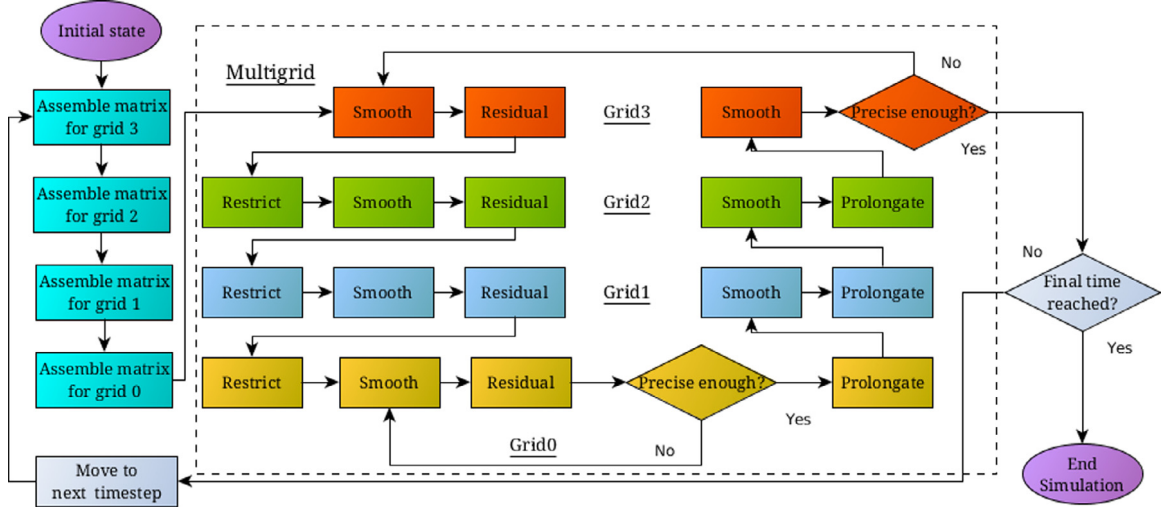 Initial state
Assemble matrix
for grid 3
Assemble matrix
for grid 2
Assemble matrix
for grid 1
Assemble matrix
for grid 0
Move to
next timestep
Multigrid
Smooth
Residual
Grid3
Smooth
Precise enough?
No
Yes
Restrict
Smooth
Residual
Grid2
Smooth
Prolongate
Restrict
Smooth
Residual
Grid1
Smooth
Prolongate
Restrict
Smooth
Residual
Precise enough?
Yes
Prolongate
Grid0
No
No
Final time
reached?
Yes
End
Simulation